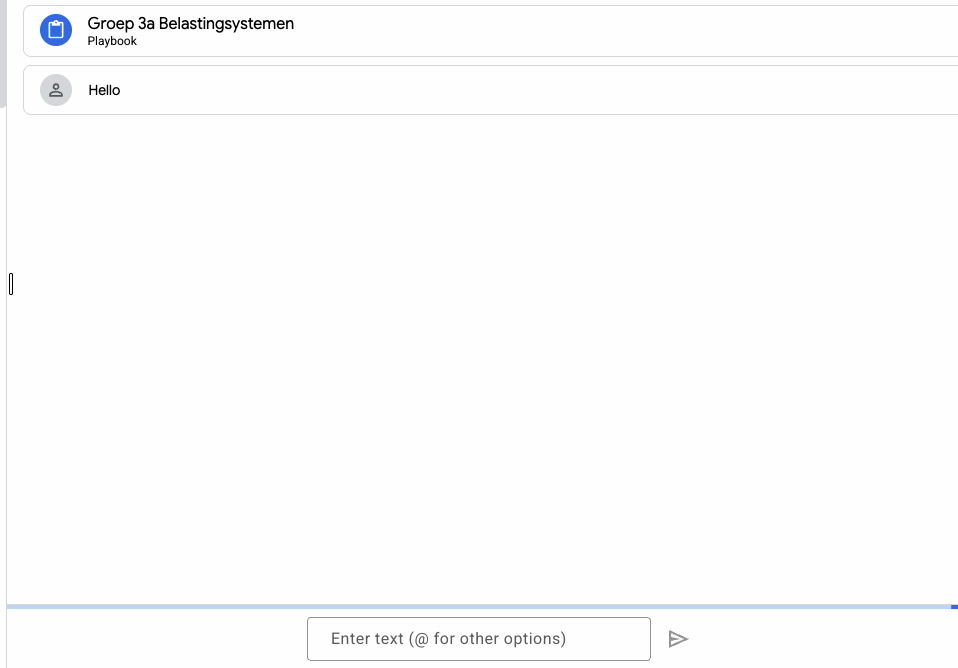 Groep 3a Belastingsystemen
Playbook
Hello
Enter text (@ for other options)